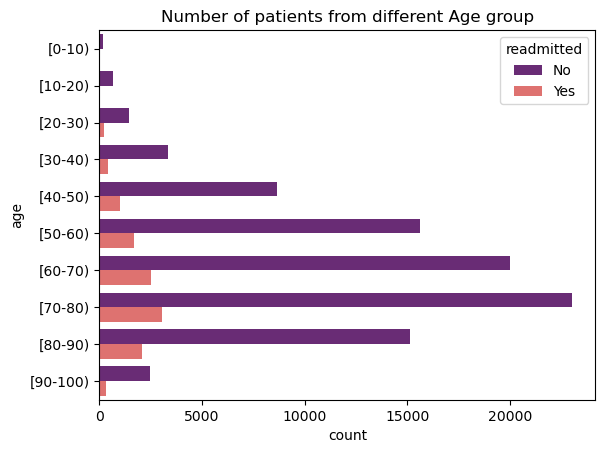 Number of patients from different Age group
readmitted
No
Yes
[0-10)
[10-20)
[20-30)
[30-40)
[40-50)
[50-60)
[60-70)
[70-80)
[80-90)
[90-100)
age
0 5000 10000 15000 20000
count